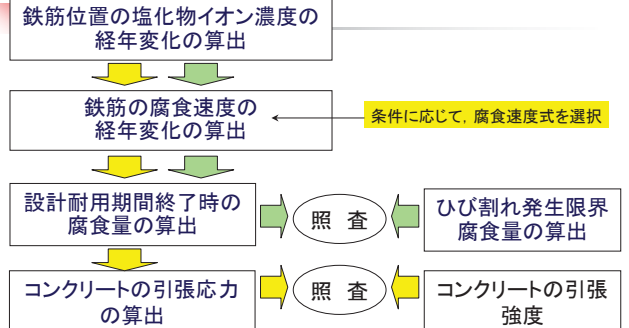 鉄筋位置の塩化物イオン濃度の
経年変化の算出
鉄筋の腐食速度の
経年変化の算出
条件に応じて，腐食速度式を選択
設計耐用期間終了時の
腐食量の算出
照　査
ひび割れ発生限界
腐食量の算出
コンクリートの引張応力
の算出
照　査
コンクリートの引張
強度